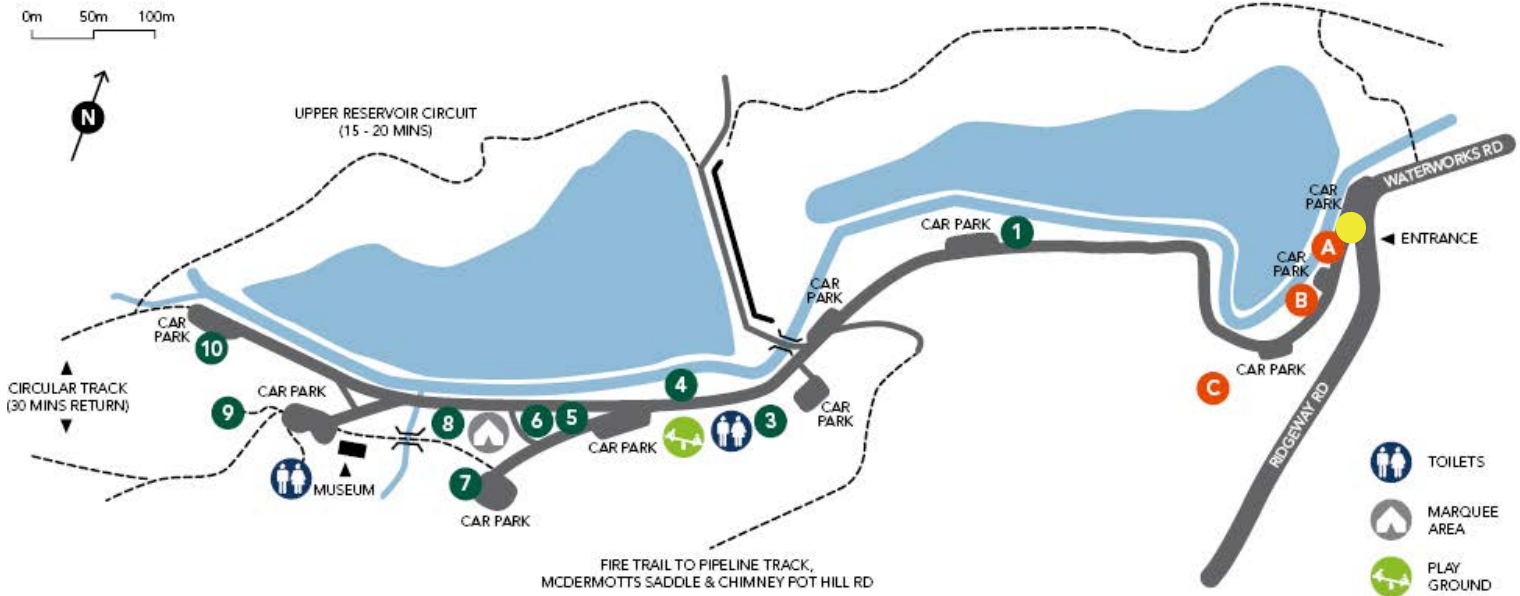 0m 50m 100m
N
UPPER RESERVOIR CIRCUIT
(15 - 20 MINS)
WATERWORKS RD
CAR
PARK
ENTRANCE
A
CAR
PARK
B
CAR PARK
1
CAR PARK
C
RIDGEWAY RD
CAR
PARK
CAR
PARK
10
CIRCULAR TRACK
(30 MINS RETURN)
CAR PARK
9
8
6
5
4
3
CAR PARK
CAR
PARK
MUSEUM
7
CAR PARK
FIRE TRAIL TO PIPELINE TRACK,
MCDERMOTTS SADDLE & CHIMNEY POT HILL RD
TOILETS
MARQUEE
AREA
PLAY
GROUND